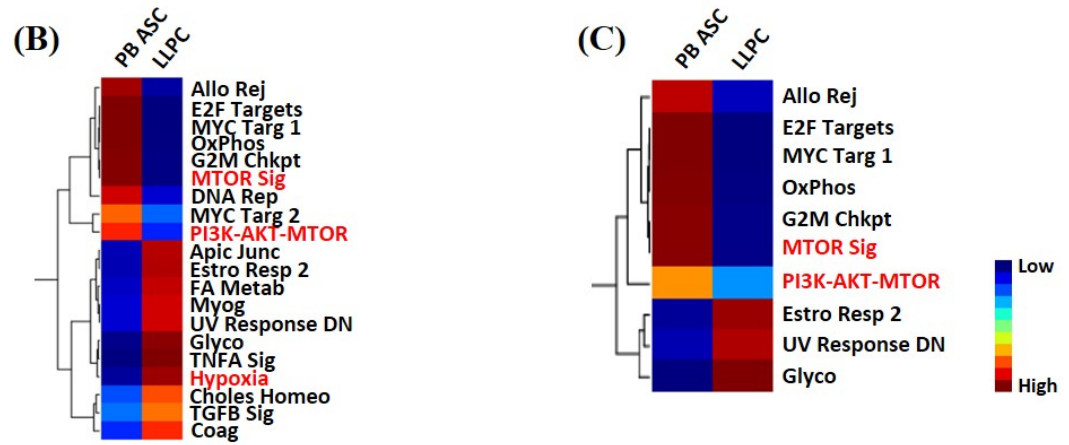 (B)
PB ASC
LLPC
Allo Rej
E2F Targets
MYC Targ 1
OxPhos
G2M Chkpt
MTOR Sig
DNA Rep
MYC Targ 2
PI3K-AKT-MTOR
Apic Junc
Estro Resp 2
FA Metab
Myog
UV Response DN
Glyco
TNFA Sig
Hypoxia
Choles Homeo
TGFB Sig
Coag
(C)
PB ASC
LLPC
Allo Rej
E2F Targets
MYC Targ 1
OxPhos
G2M Chkpt
MTOR Sig
PI3K-AKT-MTOR
Estro Resp 2
UV Response DN
Glyco
Low
High